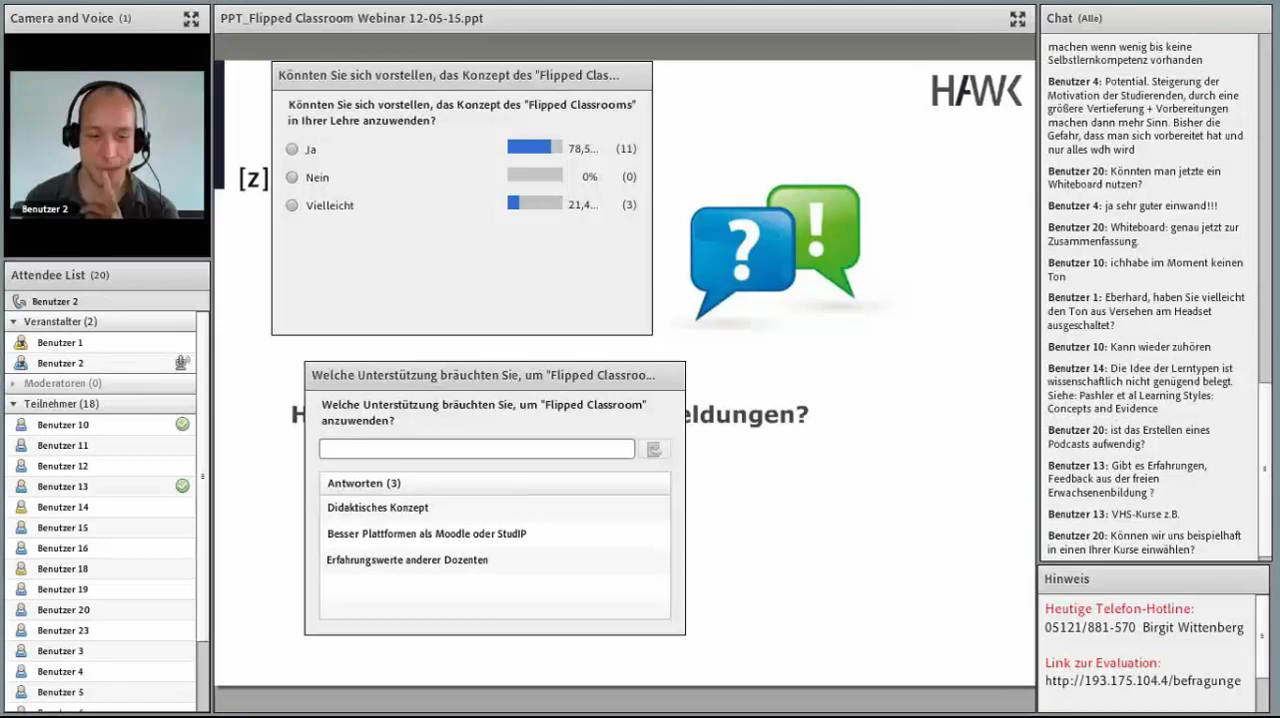 Camera and Voice (1)
Benutzer 2
Attendee List (20)
Benutzer 2
Veranstalter (2)
Benutzer 1
Benutzer 2
Moderatoren (0)
Teilnehmer (18)
Benutzer 10
Benutzer 11
Benutzer 12
Benutzer 13
Benutzer 14
Benutzer 15
Benutzer 16
Benutzer 18
Benutzer 19
Benutzer 20
Benutzer 23
Benutzer 3
Benutzer 4
Benutzer 5
PPT_Flipped Classroom Webinar 12-05-15.ppt
HAWK
[z]
Könnten Sie sich vorstellen, das Konzept des "Flipped Clas...
Könnten Sie sich vorstellen, das Konzept des "Flipped Classrooms"
in Ihrer Lehre anzuwenden?
Ja 78,5... (11)
Nein 0% (0)
Vielleicht 21,4... (3)
? !
H eldungen?
Welche Unterstützung bräuchten Sie, um "Flipped Classroo...
Welche Unterstützung bräuchten Sie, um "Flipped Classroom"
anzuwenden?
Antworten (3)
Didaktisches Konzept
Besser Plattformen als Moodle oder StudIP
Erfahrungswerte anderer Dozenten
Chat (Alle)
machen wenn wenig bis keine
Selbstlernkompetenz vorhanden
Benutzer 4: Potential. Steigerung der
Motivation der Studierenden, durch eine
größere Vertiefung + Vorbereitungen
machen dann mehr Sinn. Bisher die
Gefahr, dass man sich vorbereitet hat und
nur alles wdh wird
Benutzer 20: Könnten man jetzte ein
Whiteboard nutzen?
Benutzer 4: ja sehr guter einwand!!!
Benutzer 20: Whiteboard: genau jetzt zur
Zusammenfassung.
Benutzer 10: ichhabe im Moment keinen
Ton
Benutzer 1: Eberhard, haben Sie vielleicht
den Ton aus Versehen am Headset
ausgeschaltet?
Benutzer 10: Kann wieder zuhören
Benutzer 14: Die Idee der Lerntypen ist
wissenschaftlich nicht genügend belegt.
Siehe: Pashler et al Learning Styles:
Concepts and Evidence
Benutzer 20: ist das Erstellen eines
Podcasts aufwendig?
Benutzer 13: Gibt es Erfahrungen,
Feedback aus der freien
Erwachsenenbildung ?
Benutzer 13: VHS-Kurse z.B.
Benutzer 20: Können wir uns beispielhaft
in einen Ihrer Kurse einwählen?
Hinweis
Heutige Telefon-Hotline:
05121/881-570 Birgit Wittenberg
Link zur Evaluation:
http://193.175.104.4/befragunge